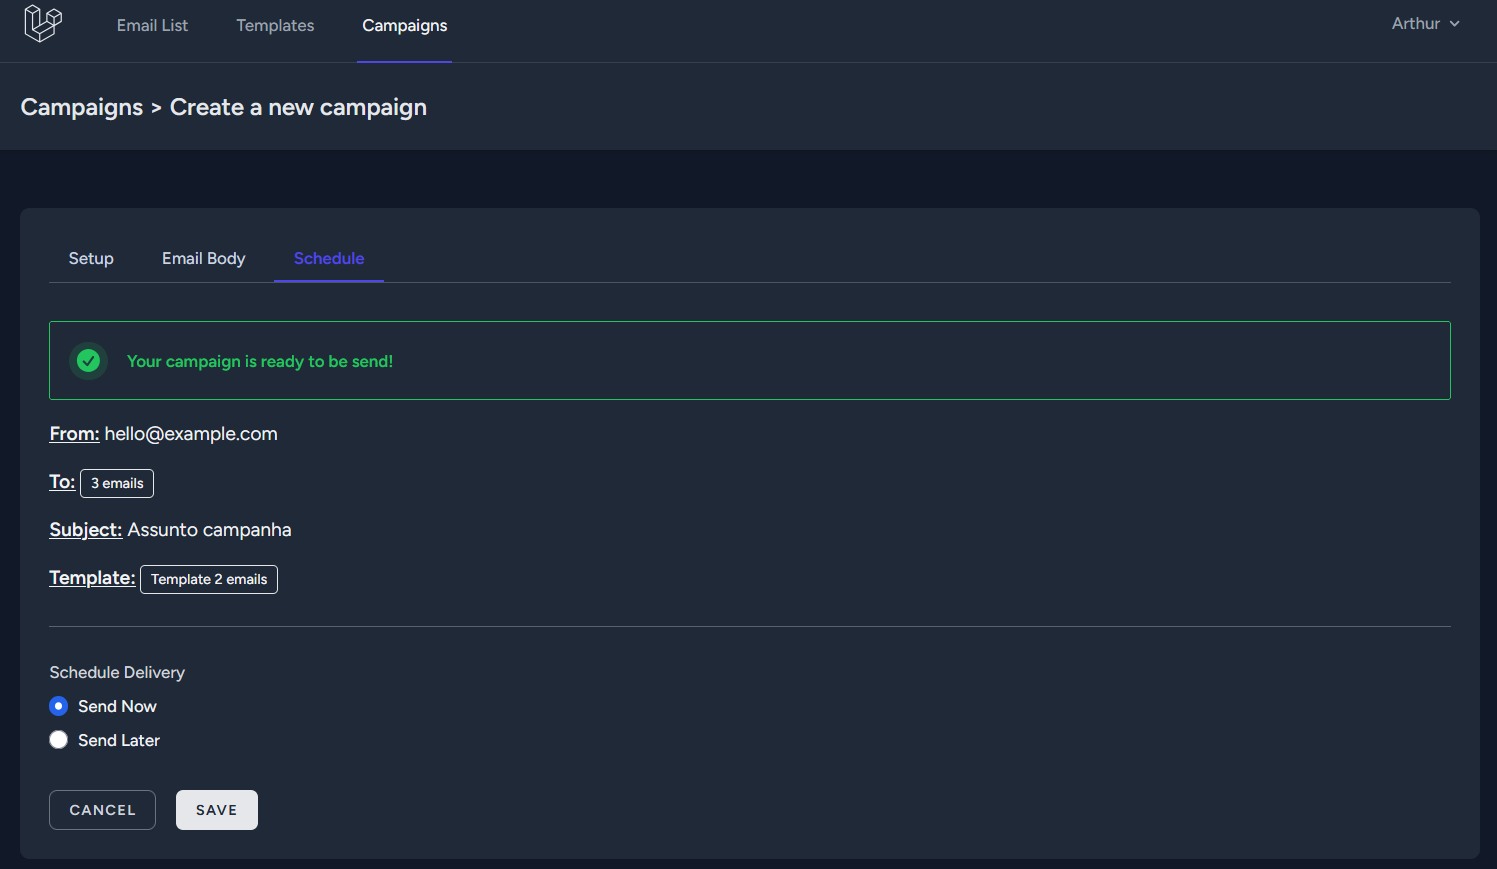 Email List Templates Campaigns Arthur
Campaigns > Create a new campaign
Setup Email Body Schedule
Your campaign is ready to be send!
From: hello@example.com
To: 3 emails
Subject: Assunto campanha
Template: Template 2 emails
Schedule Delivery
Send Now
Send Later
CANCEL SAVE